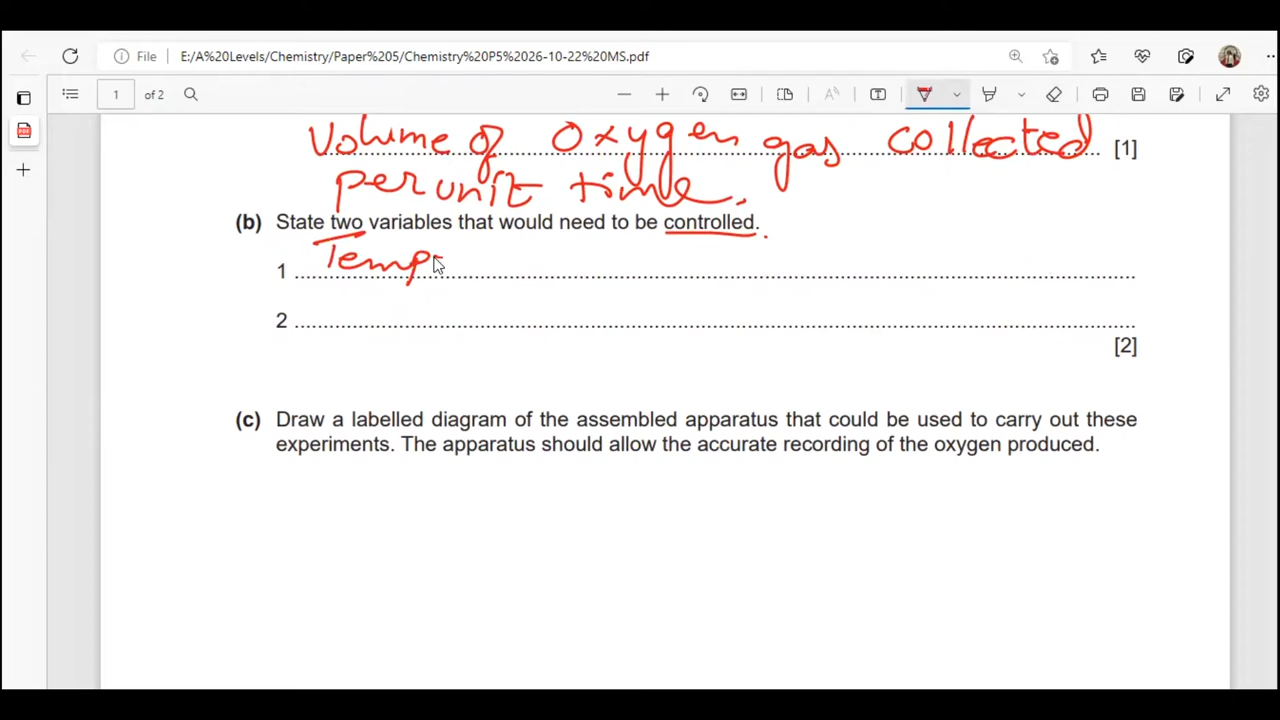 File E:/A%20Levels/Chemistry/Paper%205/Chemistry%20P5%2026-10-22%20MS.pdf
1 of 2
Volume of Oxygen gas collected [1]
per unit time.
(b) State two variables that would need to be controlled.
1 Temp
2
[2]
(c) Draw a labelled diagram of the assembled apparatus that could be used to carry out these
experiments. The apparatus should allow the accurate recording of the oxygen produced.